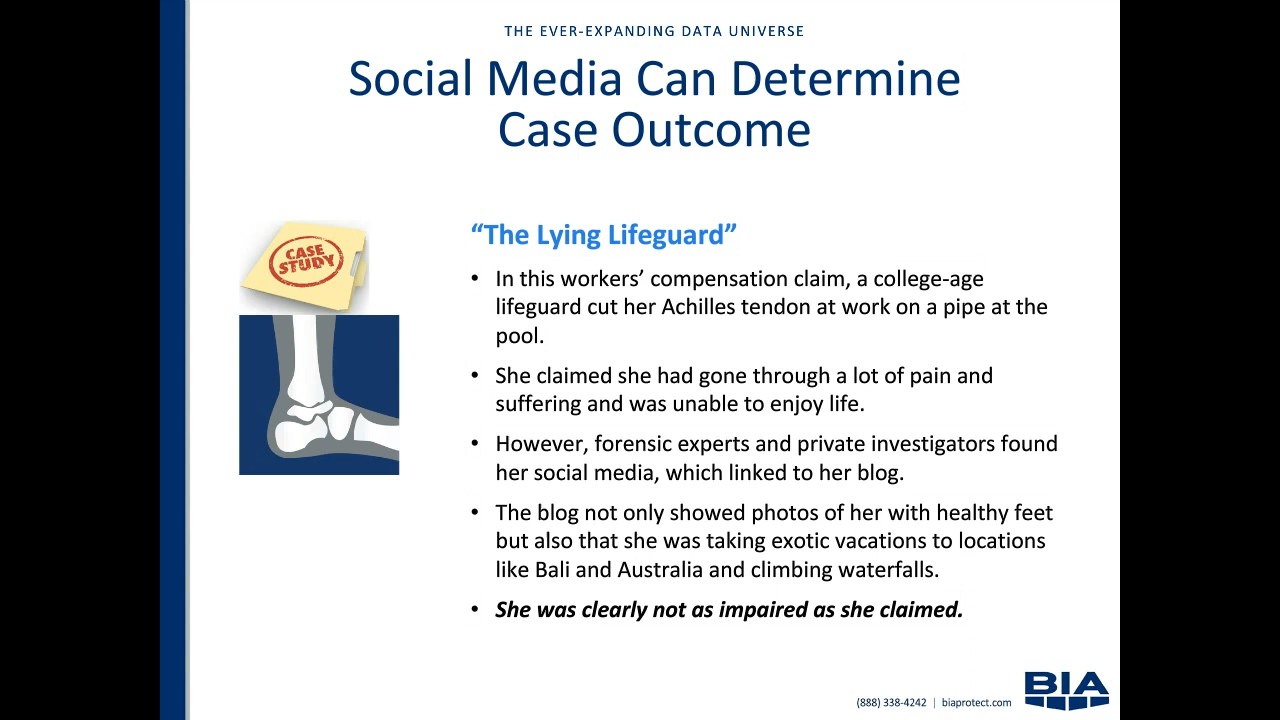 THE EVER-EXPANDING DATA UNIVERSE
Social Media Can Determine
Case Outcome
CASE
STUDY
“The Lying Lifeguard”
• In this workers’ compensation claim, a college-age
lifeguard cut her Achilles tendon at work on a pipe at the
pool.
• She claimed she had gone through a lot of pain and
suffering and was unable to enjoy life.
• However, forensic experts and private investigators found
her social media, which linked to her blog.
• The blog not only showed photos of her with healthy feet
but also that she was taking exotic vacations to locations
like Bali and Australia and climbing waterfalls.
• She was clearly not as impaired as she claimed.
(888) 338-4242 | biaprotect.com
BIA